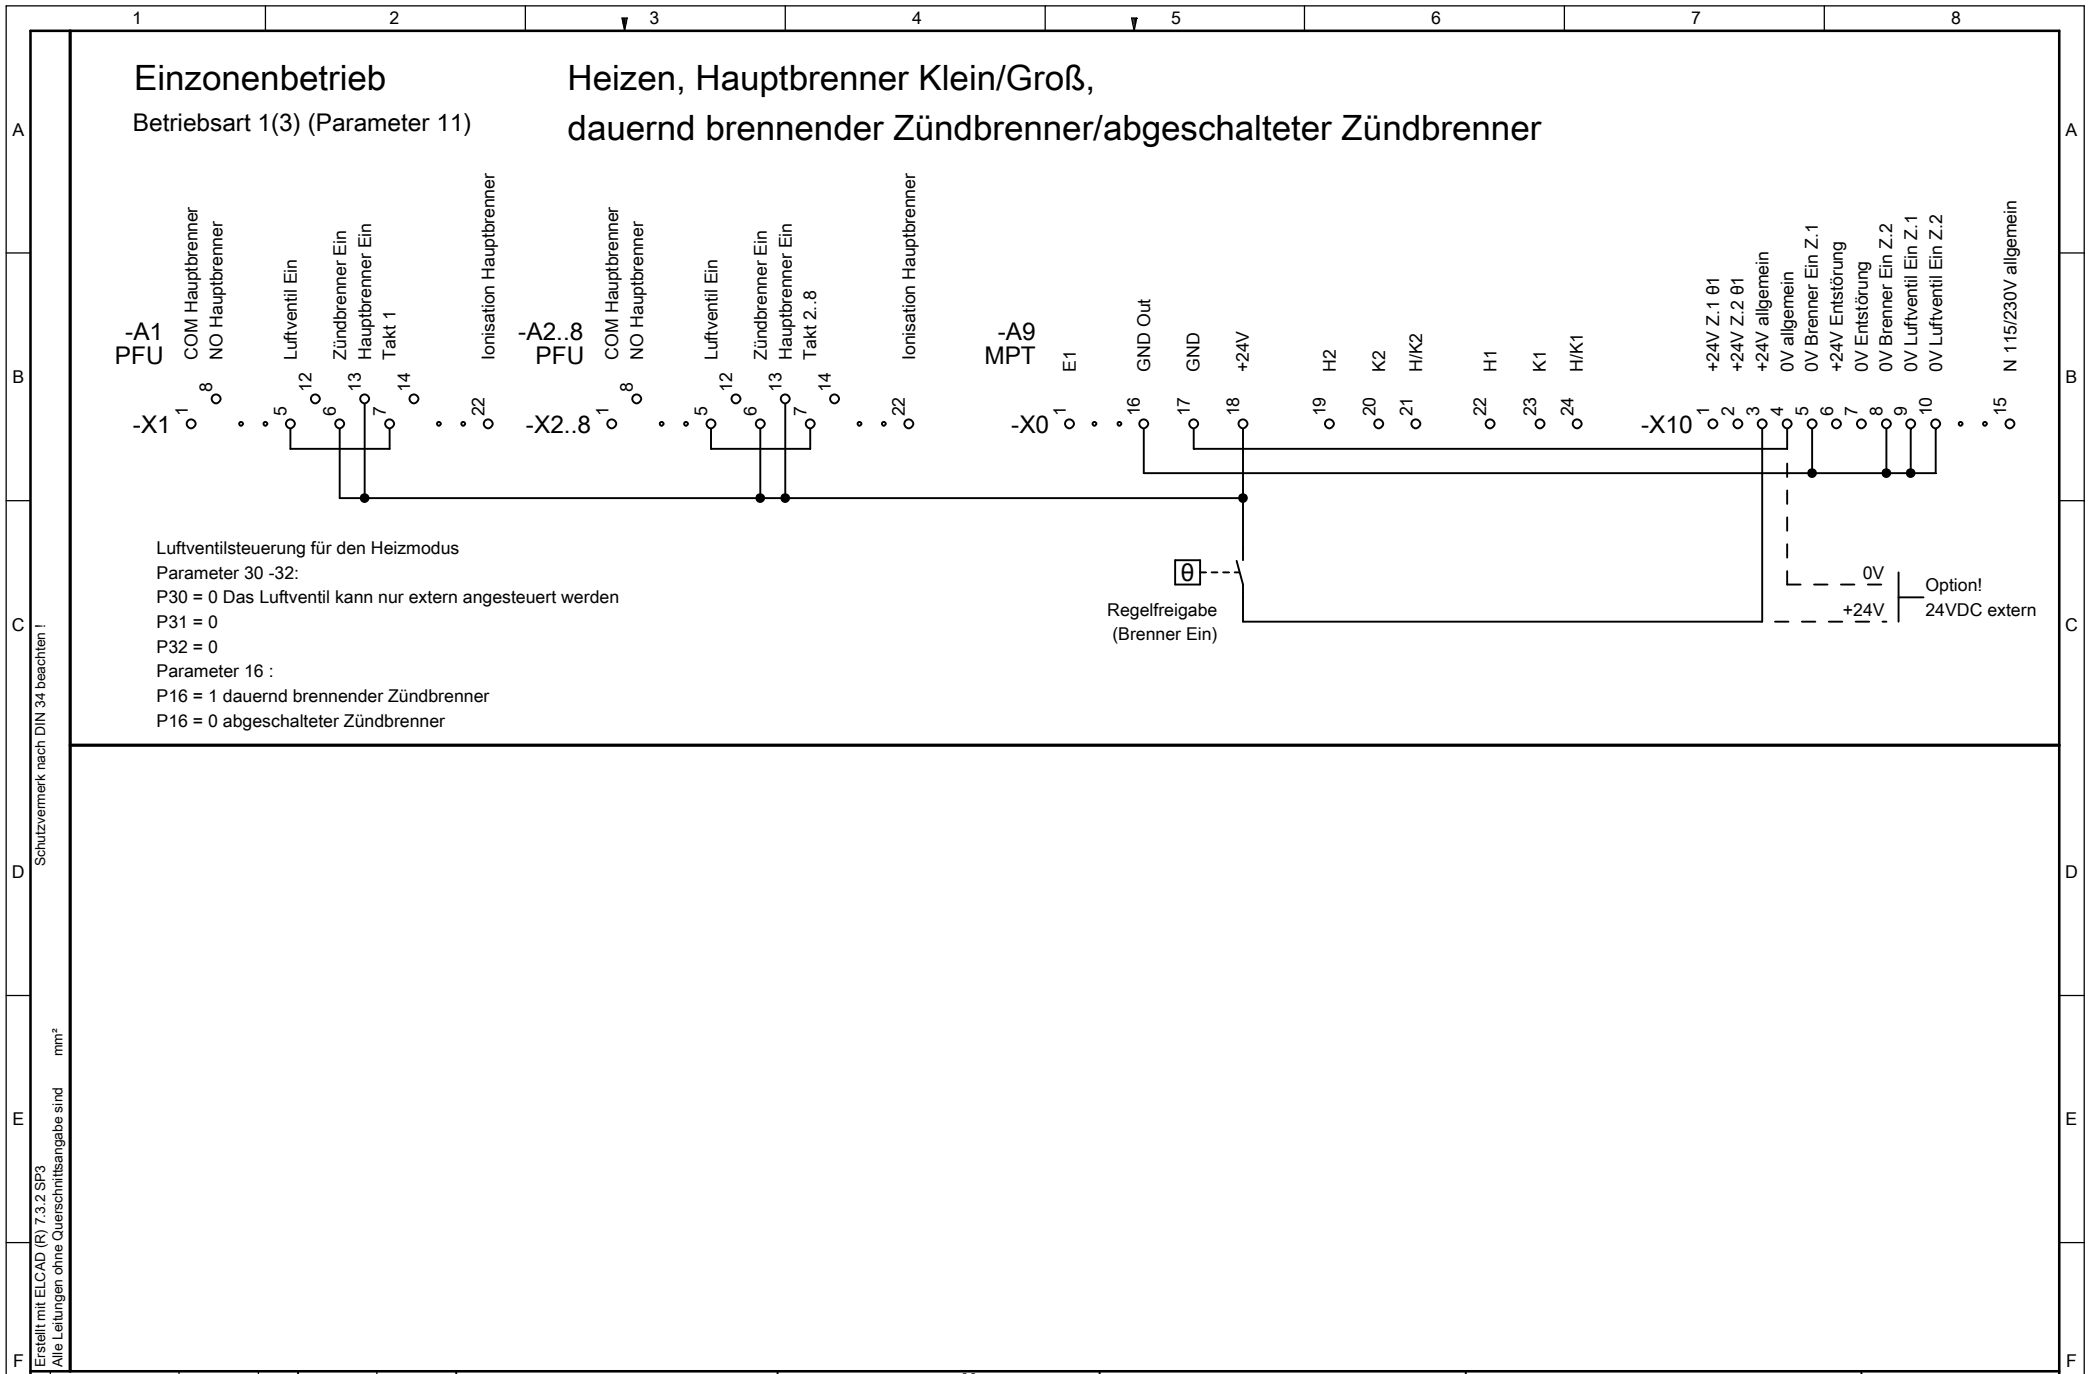 1 2 3 4 5 6 7 8
Einzonenbetrieb
Betriebsart 1(3) (Parameter 11)
Heizen, Hauptbrenner Klein/Groß,
dauernd brennender Zündbrenner/abgeschalteter Zündbrenner
A
A
-A1
PFU
COM Hauptbrenner
NO Hauptbrenner
Luftventil Ein
Zündbrenner Ein
Hauptbrenner Ein
Takt 1
Ionisation Hauptbrenner
-X1
1
8
5
12
6
13
7
14
22
-A2..8
PFU
COM Hauptbrenner
NO Hauptbrenner
Luftventil Ein
Zündbrenner Ein
Hauptbrenner Ein
Takt 2..8
Ionisation Hauptbrenner
-X2..8
1
8
5
12
6
13
7
14
22
-A9
MPT
E1
GND Out
GND
+24V
H2
K2
H/K2
H1
K1
H/K1
-X0
1
16
17
18
19
20
21
22
23
24
+24V Z.1 θ1
+24V Z.2 θ1
+24V allgemein
0V allgemein
0V Brenner Ein Z.1
+24V Entstörung
0V Entstörung
0V Brenner Ein Z.2
0V Luftventil Ein Z.1
0V Luftventil Ein Z.2
N 115/230V allgemein
-X10
1
2
3
4
5
6
7
8
9
10
15
B
B
Luftventilsteuerung für den Heizmodus
Parameter 30 -32:
P30 = 0 Das Luftventil kann nur extern angesteuert werden
P31 = 0
P32 = 0
Parameter 16 :
P16 = 1 dauernd brennender Zündbrenner
P16 = 0 abgeschalteter Zündbrenner
θ
Regelfreigabe
(Brenner Ein)
0V
+24V
Option!
24VDC extern
C
C
D
D
E
E
F
F
Schutzvermerk nach DIN 34 beachten !
Erstellt mit ELCAD (R) 7.3.2 SP3
Alle Leitungen ohne Querschnittsangabe sind mm²